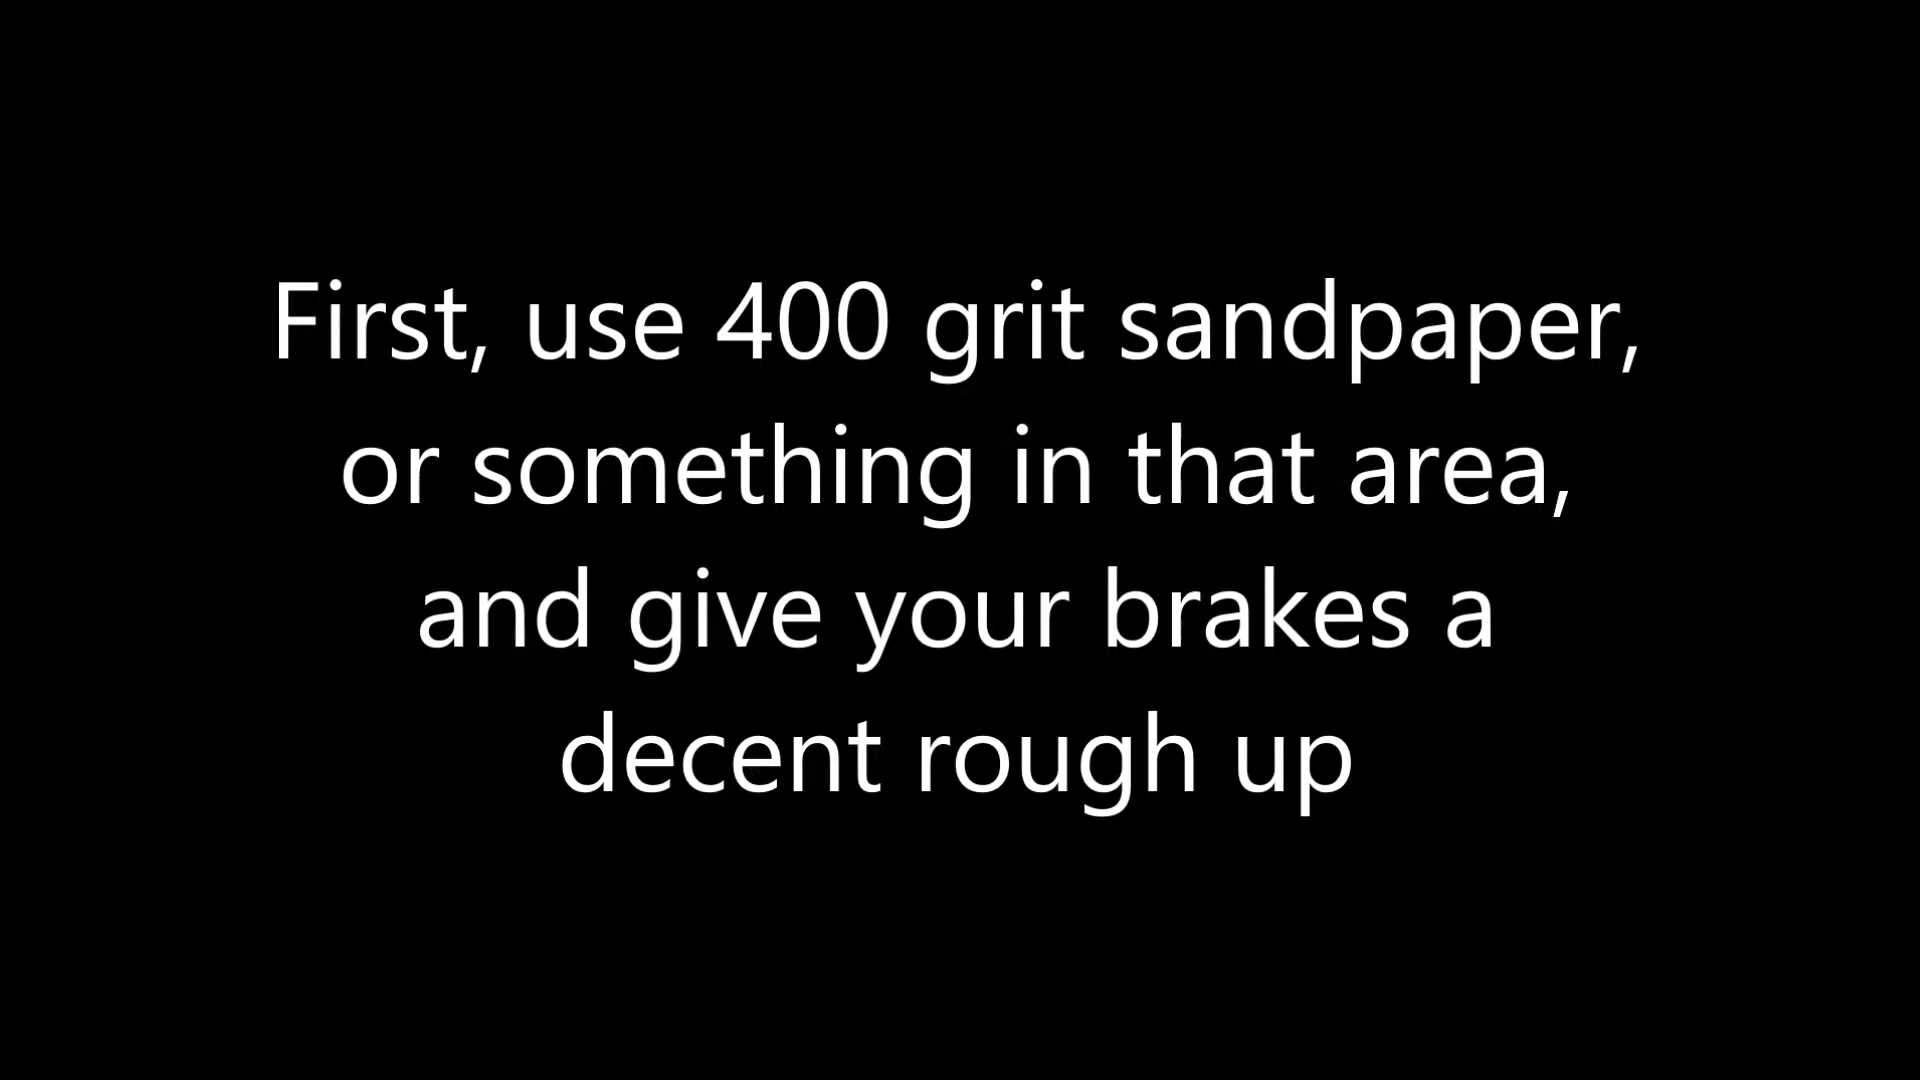 First, use 400 grit sandpaper,
or something in that area,
and give your brakes a
decent rough up